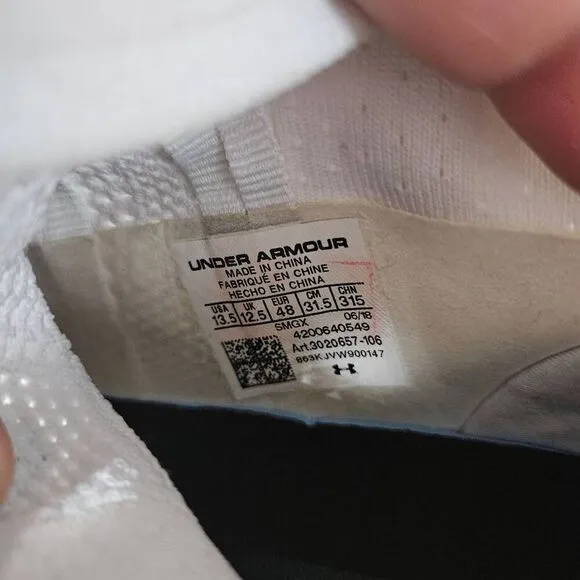 UNDER ARMOUR
MADE IN CHINA
FABRIQUÉ EN CHINE
HECHO EN CHINA
USA UK EUR CM CHN
13.5 12.5 48 31.5 315
SMGX 06/18
4200640549
Art.3020657-106
863KJVW900147